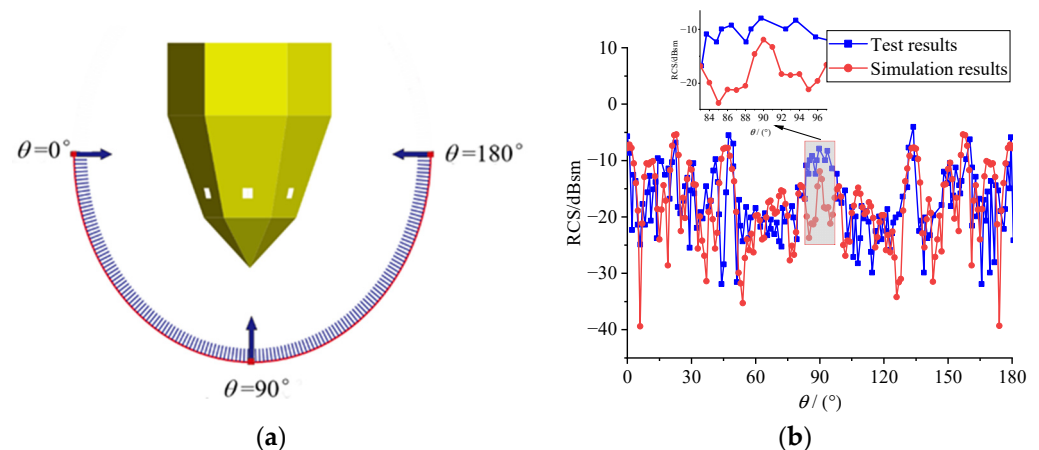 θ=0°
θ=180°
θ=90°
(a)
RCS/dBsm
10
0
−10
−20
−30
−40
0
30
60
90
120
150
180
θ / (°)
RCS/dBsm
−10
−20
84
86
88
90
92
94
96
θ / (°)
Test results
Simulation results
(b)